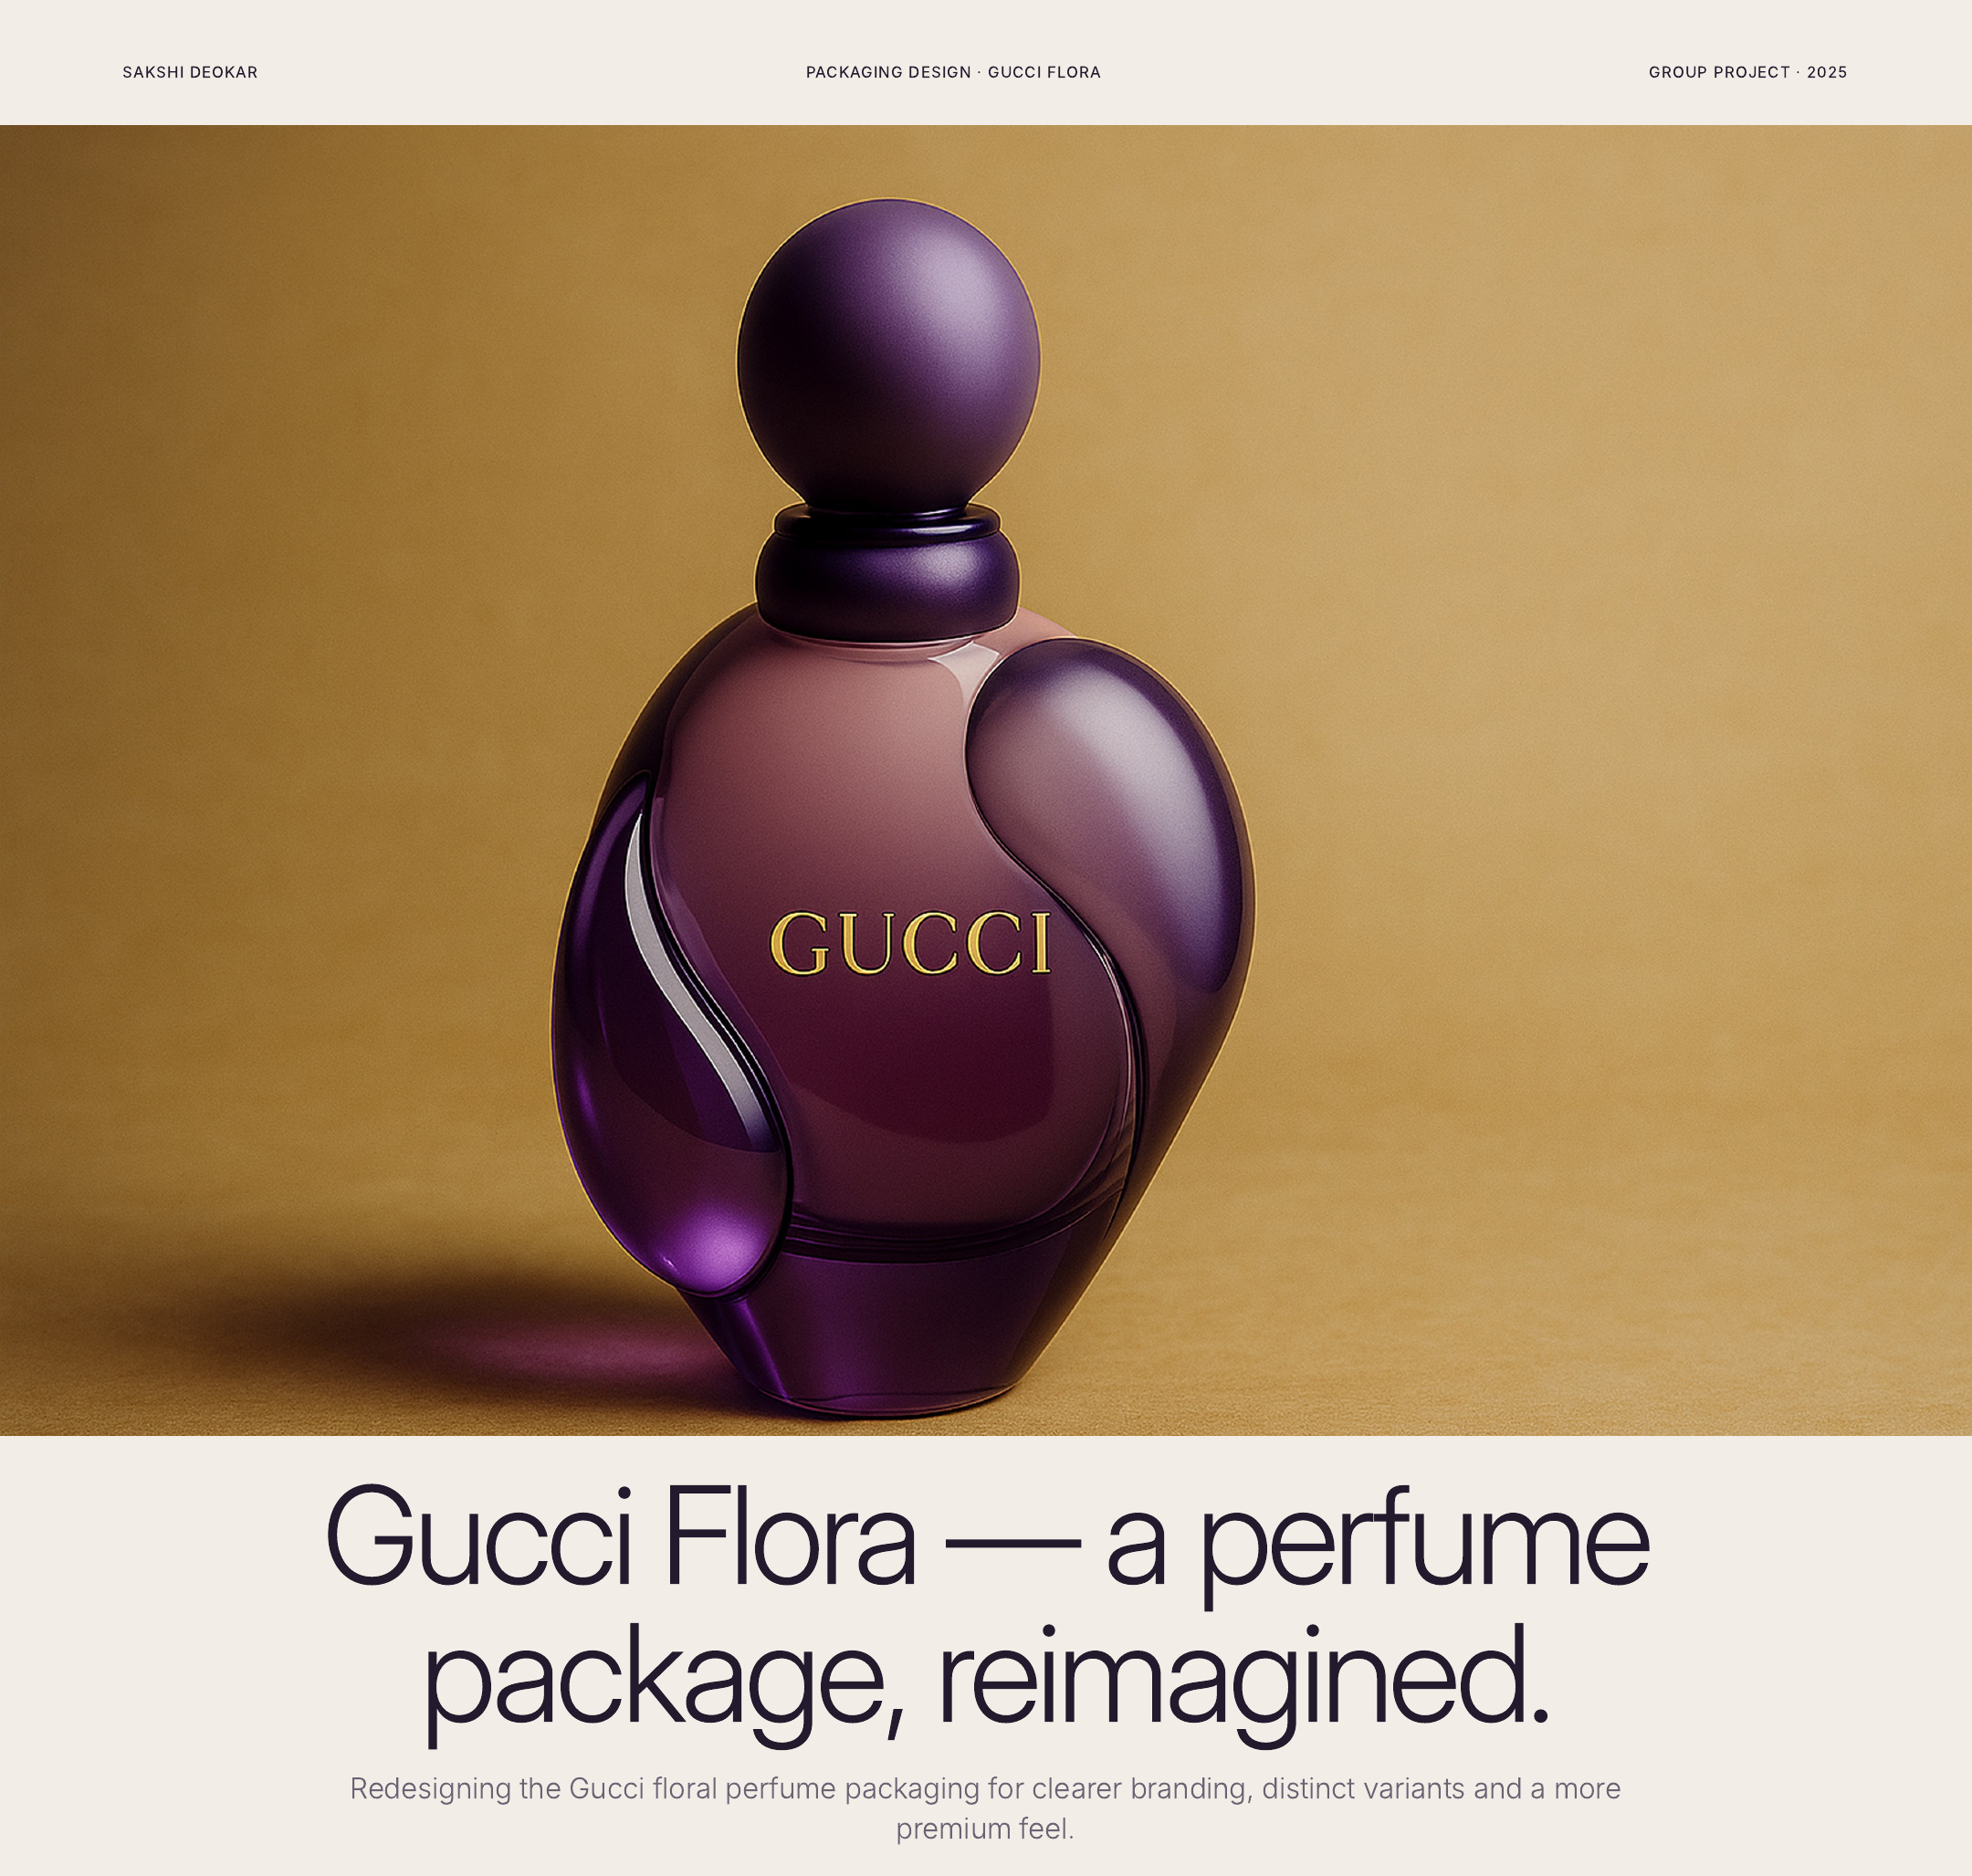 SAKSHI DEOKAR
PACKAGING DESIGN · GUCCI FLORA
GROUP PROJECT · 2025
GUCCI
Gucci Flora — a perfume
package, reimagined.
Redesigning the Gucci floral perfume packaging for clearer branding, distinct variants and a more
premium feel.